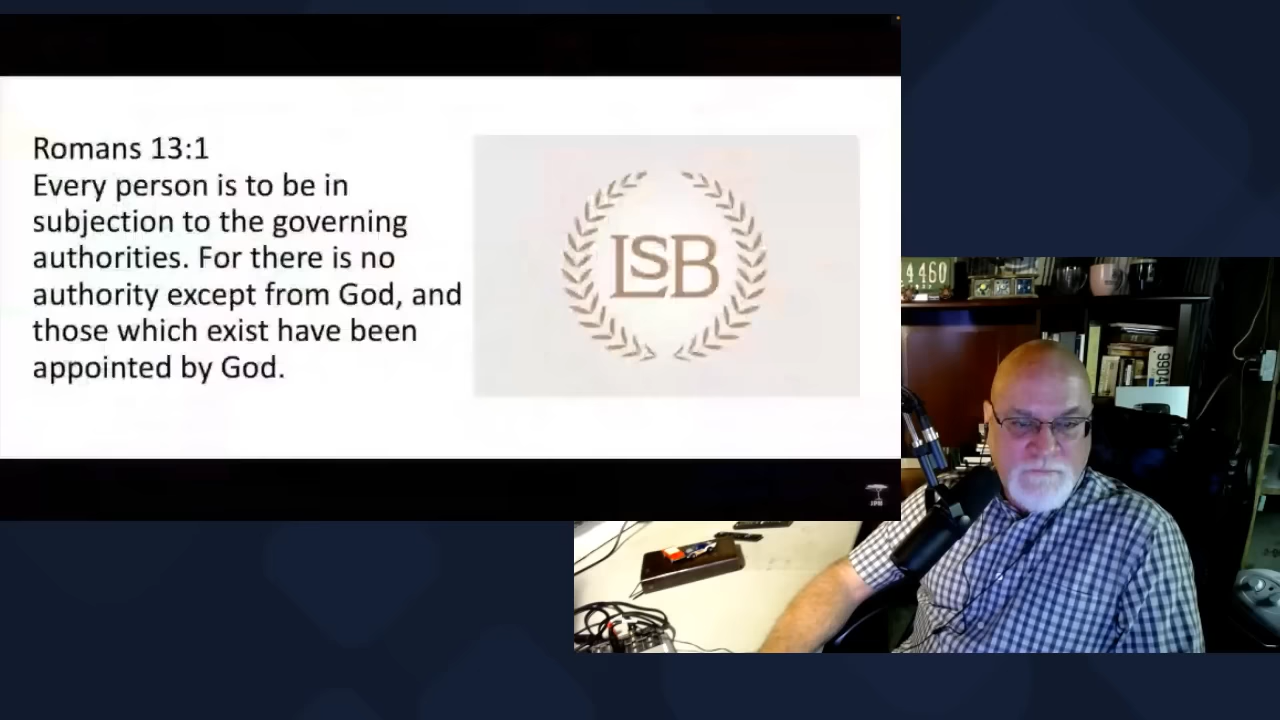 Romans 13:1
Every person is to be in
subjection to the governing
authorities. For there is no
authority except from God, and
those which exist have been
appointed by God.
LSB
4460
9904